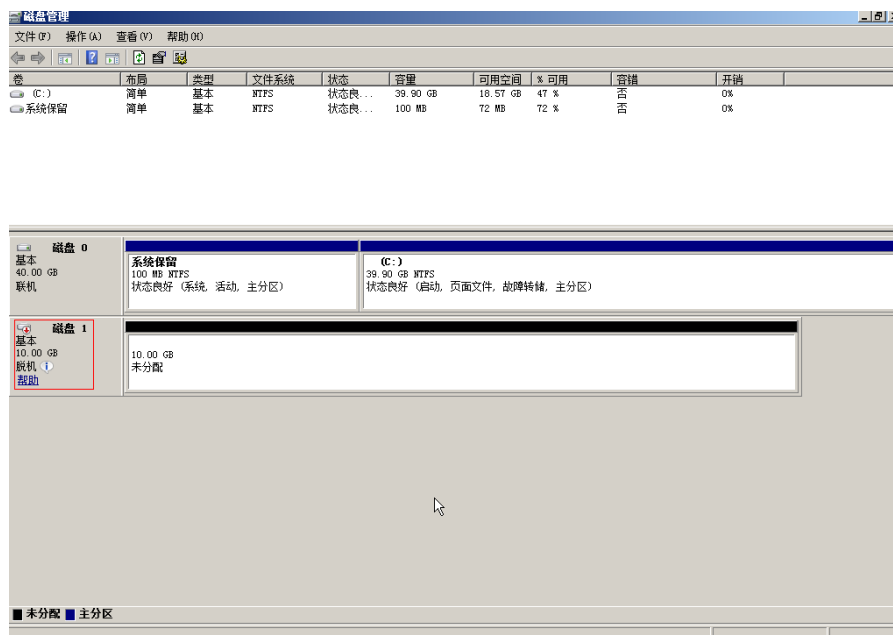 磁盘管理
文件(F) 操作(A) 查看(V) 帮助(H)
卷 布局 类型 文件系统 状态 容量 可用空间 % 可用 容错 开销
(C:) 简单 基本 NTFS 状态良... 39.90 GB 18.57 GB 47 % 否 0%
系统保留 简单 基本 NTFS 状态良... 100 MB 72 MB 72 % 否 0%
磁盘 0
基本
40.00 GB
联机
系统保留
100 MB NTFS
状态良好 (系统, 活动, 主分区)
(C:)
39.90 GB NTFS
状态良好 (启动, 页面文件, 故障转储, 主分区)
磁盘 1
基本
10.00 GB
脱机
帮助
10.00 GB
未分配
未分配 主分区